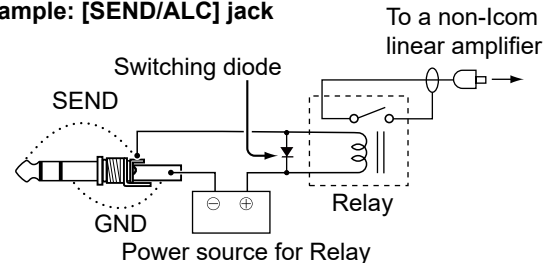 ample: [SEND/ALC] jack
To a non-Icom
linear amplifier
Switching diode
SEND
GND
Relay
⊖ ⊕
Power source for Relay